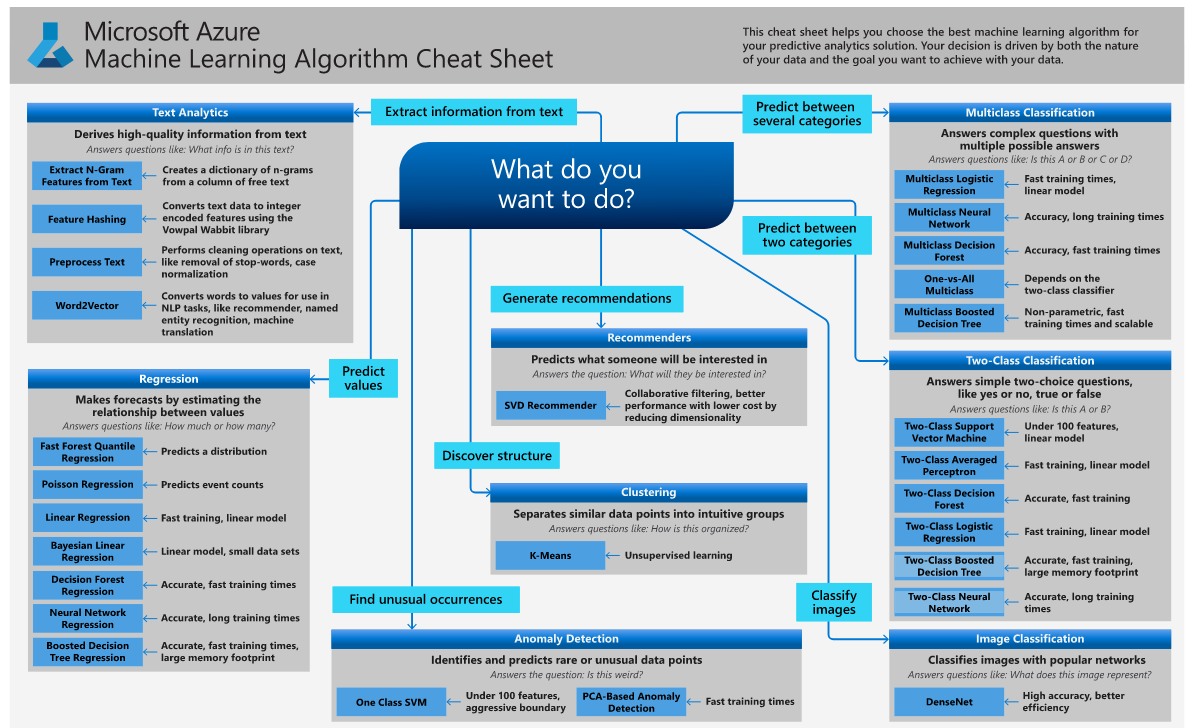 Microsoft Azure
Machine Learning Algorithm Cheat Sheet
This cheat sheet helps you choose the best machine learning algorithm for
your predictive analytics solution. Your decision is driven by both the nature
of your data and the goal you want to achieve with your data.
What do you
want to do?
Extract information from text
Text Analytics
Derives high-quality information from text
Answers questions like: What info is in this text?
Extract N-Gram
Features from Text
Creates a dictionary of n-grams
from a column of free text
Feature Hashing
Converts text data to integer
encoded features using the
Vowpal Wabbit library
Preprocess Text
Performs cleaning operations on text,
like removal of stop-words, case
normalization
Word2Vector
Converts words to values for use in
NLP tasks, like recommender, named
entity recognition, machine
translation
Predict
values
Regression
Makes forecasts by estimating the
relationship between values
Answers questions like: How much or how many?
Fast Forest Quantile
Regression
Predicts a distribution
Poisson Regression
Predicts event counts
Linear Regression
Fast training, linear model
Bayesian Linear
Regression
Linear model, small data sets
Decision Forest
Regression
Accurate, fast training times
Neural Network
Regression
Accurate, long training times
Boosted Decision
Tree Regression
Accurate, fast training times,
large memory footprint
Generate recommendations
Recommenders
Predicts what someone will be interested in
Answers the question: What will they be interested in?
SVD Recommender
Collaborative filtering, better
performance with lower cost by
reducing dimensionality
Discover structure
Clustering
Separates similar data points into intuitive groups
Answers questions like: How is this organized?
K-Means
Unsupervised learning
Find unusual occurrences
Anomaly Detection
Identifies and predicts rare or unusual data points
Answers the question: Is this weird?
One Class SVM
Under 100 features,
aggressive boundary
PCA-Based Anomaly
Detection
Fast training times
Predict between
several categories
Multiclass Classification
Answers complex questions with
multiple possible answers
Answers questions like: Is this A or B or C or D?
Multiclass Logistic
Regression
Fast training times,
linear model
Multiclass Neural
Network
Accuracy, long training times
Multiclass Decision
Forest
Accuracy, fast training times
One-vs-All
Multiclass
Depends on the
two-class classifier
Multiclass Boosted
Decision Tree
Non-parametric, fast
training times and scalable
Predict between
two categories
Two-Class Classification
Answers simple two-choice questions,
like yes or no, true or false
Answers questions like: Is this A or B?
Two-Class Support
Vector Machine
Under 100 features,
linear model
Two-Class Averaged
Perceptron
Fast training, linear model
Two-Class Decision
Forest
Accurate, fast training
Two-Class Logistic
Regression
Fast training, linear model
Two-Class Boosted
Decision Tree
Accurate, fast training,
large memory footprint
Two-Class Neural
Network
Accurate, long training
times
Classify
images
Image Classification
Classifies images with popular networks
Answers questions like: What does this image represent?
DenseNet
High accuracy, better
efficiency